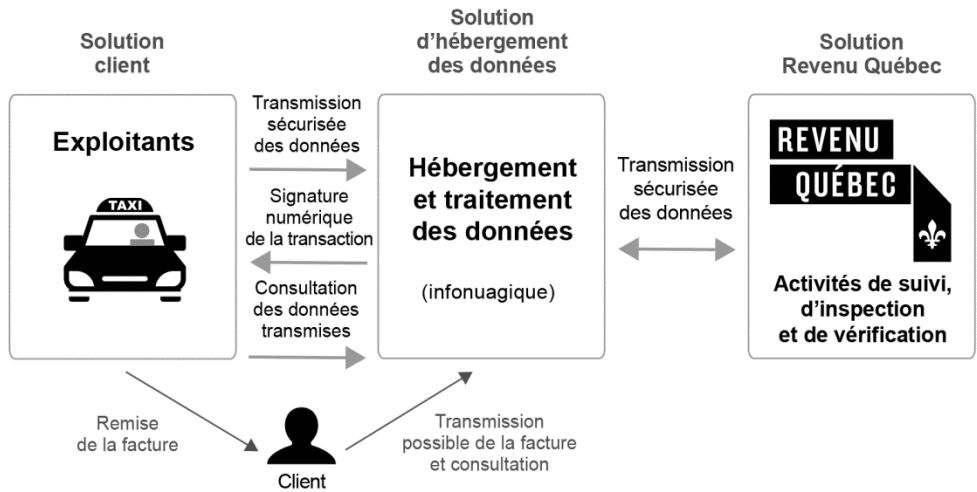 Solution
client
Solution
d'hébergement
des données
Solution
Revenu Québec
Exploitants
TAXI
Transmission
sécurisée
des données
Signature
numérique
de la transaction
Consultation
des données
transmises
Hébergement
et traitement
des données
(infonuagique)
Transmission
sécurisée
des données
REVENU
QUÉBEC
Activités de suivi,
d'inspection
et de vérification
Remise
de la facture
Client
Transmission
possible de la facture
et consultation